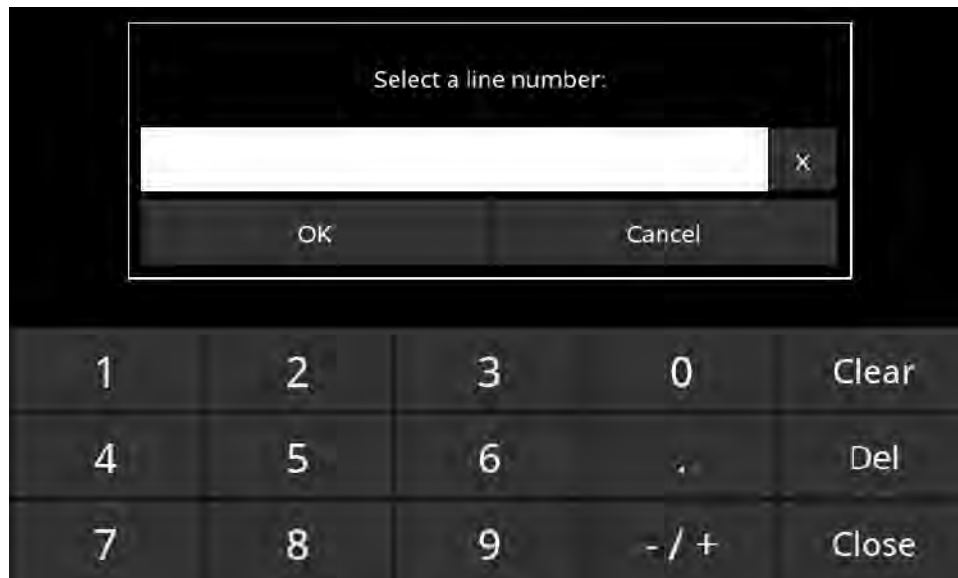 Select a line number:
x
OK Cancel
1 2 3 0 Clear
4 5 6 . Del
7 8 9 - / + Close